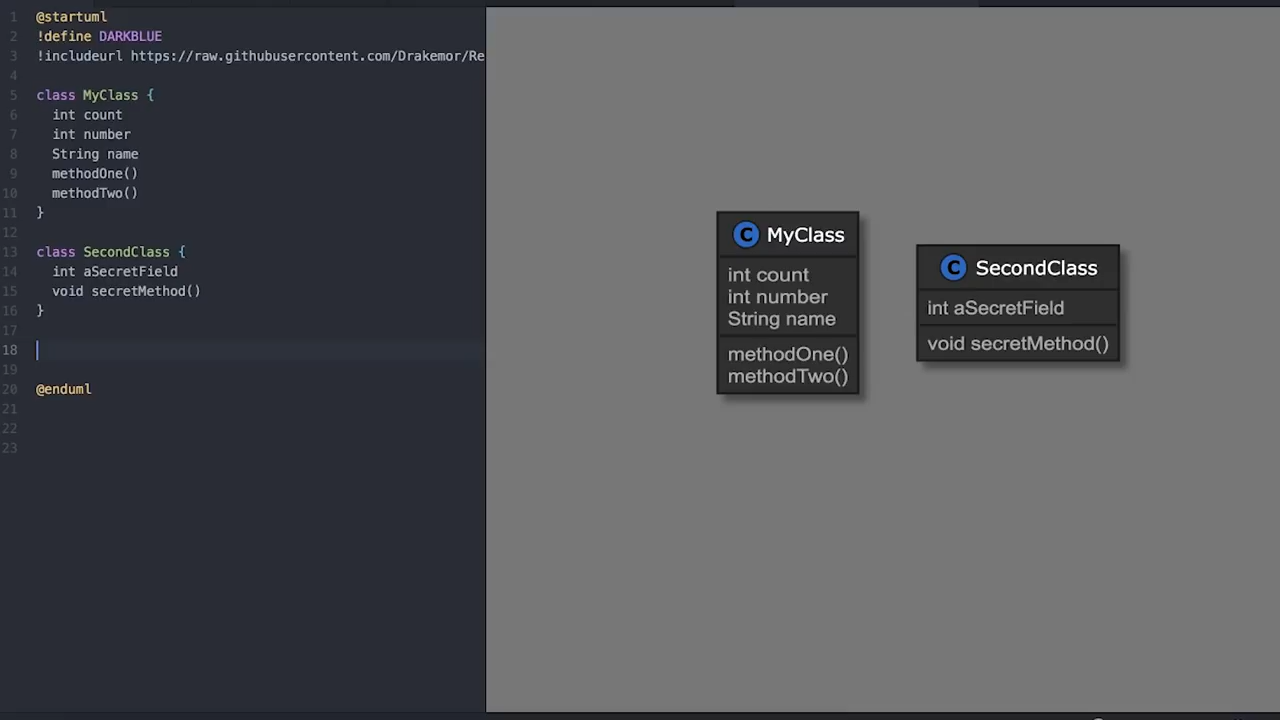 1 @startuml
2 !define DARKBLUE
3 !includeurl https://raw.githubusercontent.com/Drakemor/Re
4
5 class MyClass {
6 int count
7 int number
8 String name
9 methodOne()
10 methodTwo()
11 }
12
13 class SecondClass {
14 int aSecretField
15 void secretMethod()
16 }
17
18
19
20 @enduml
21
22
23
C MyClass
int count
int number
String name
methodOne()
methodTwo()
C SecondClass
int aSecretField
void secretMethod()